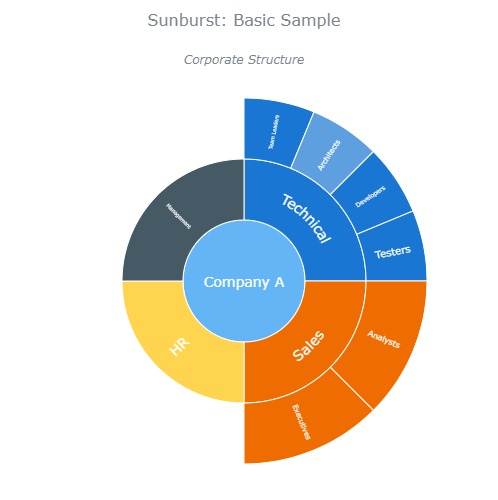 Sunburst: Basic Sample
Corporate Structure
Team Leaders
Architects
Developers
Testers
Technical
Management
Company A
HR
Sales
Analysts
Executives